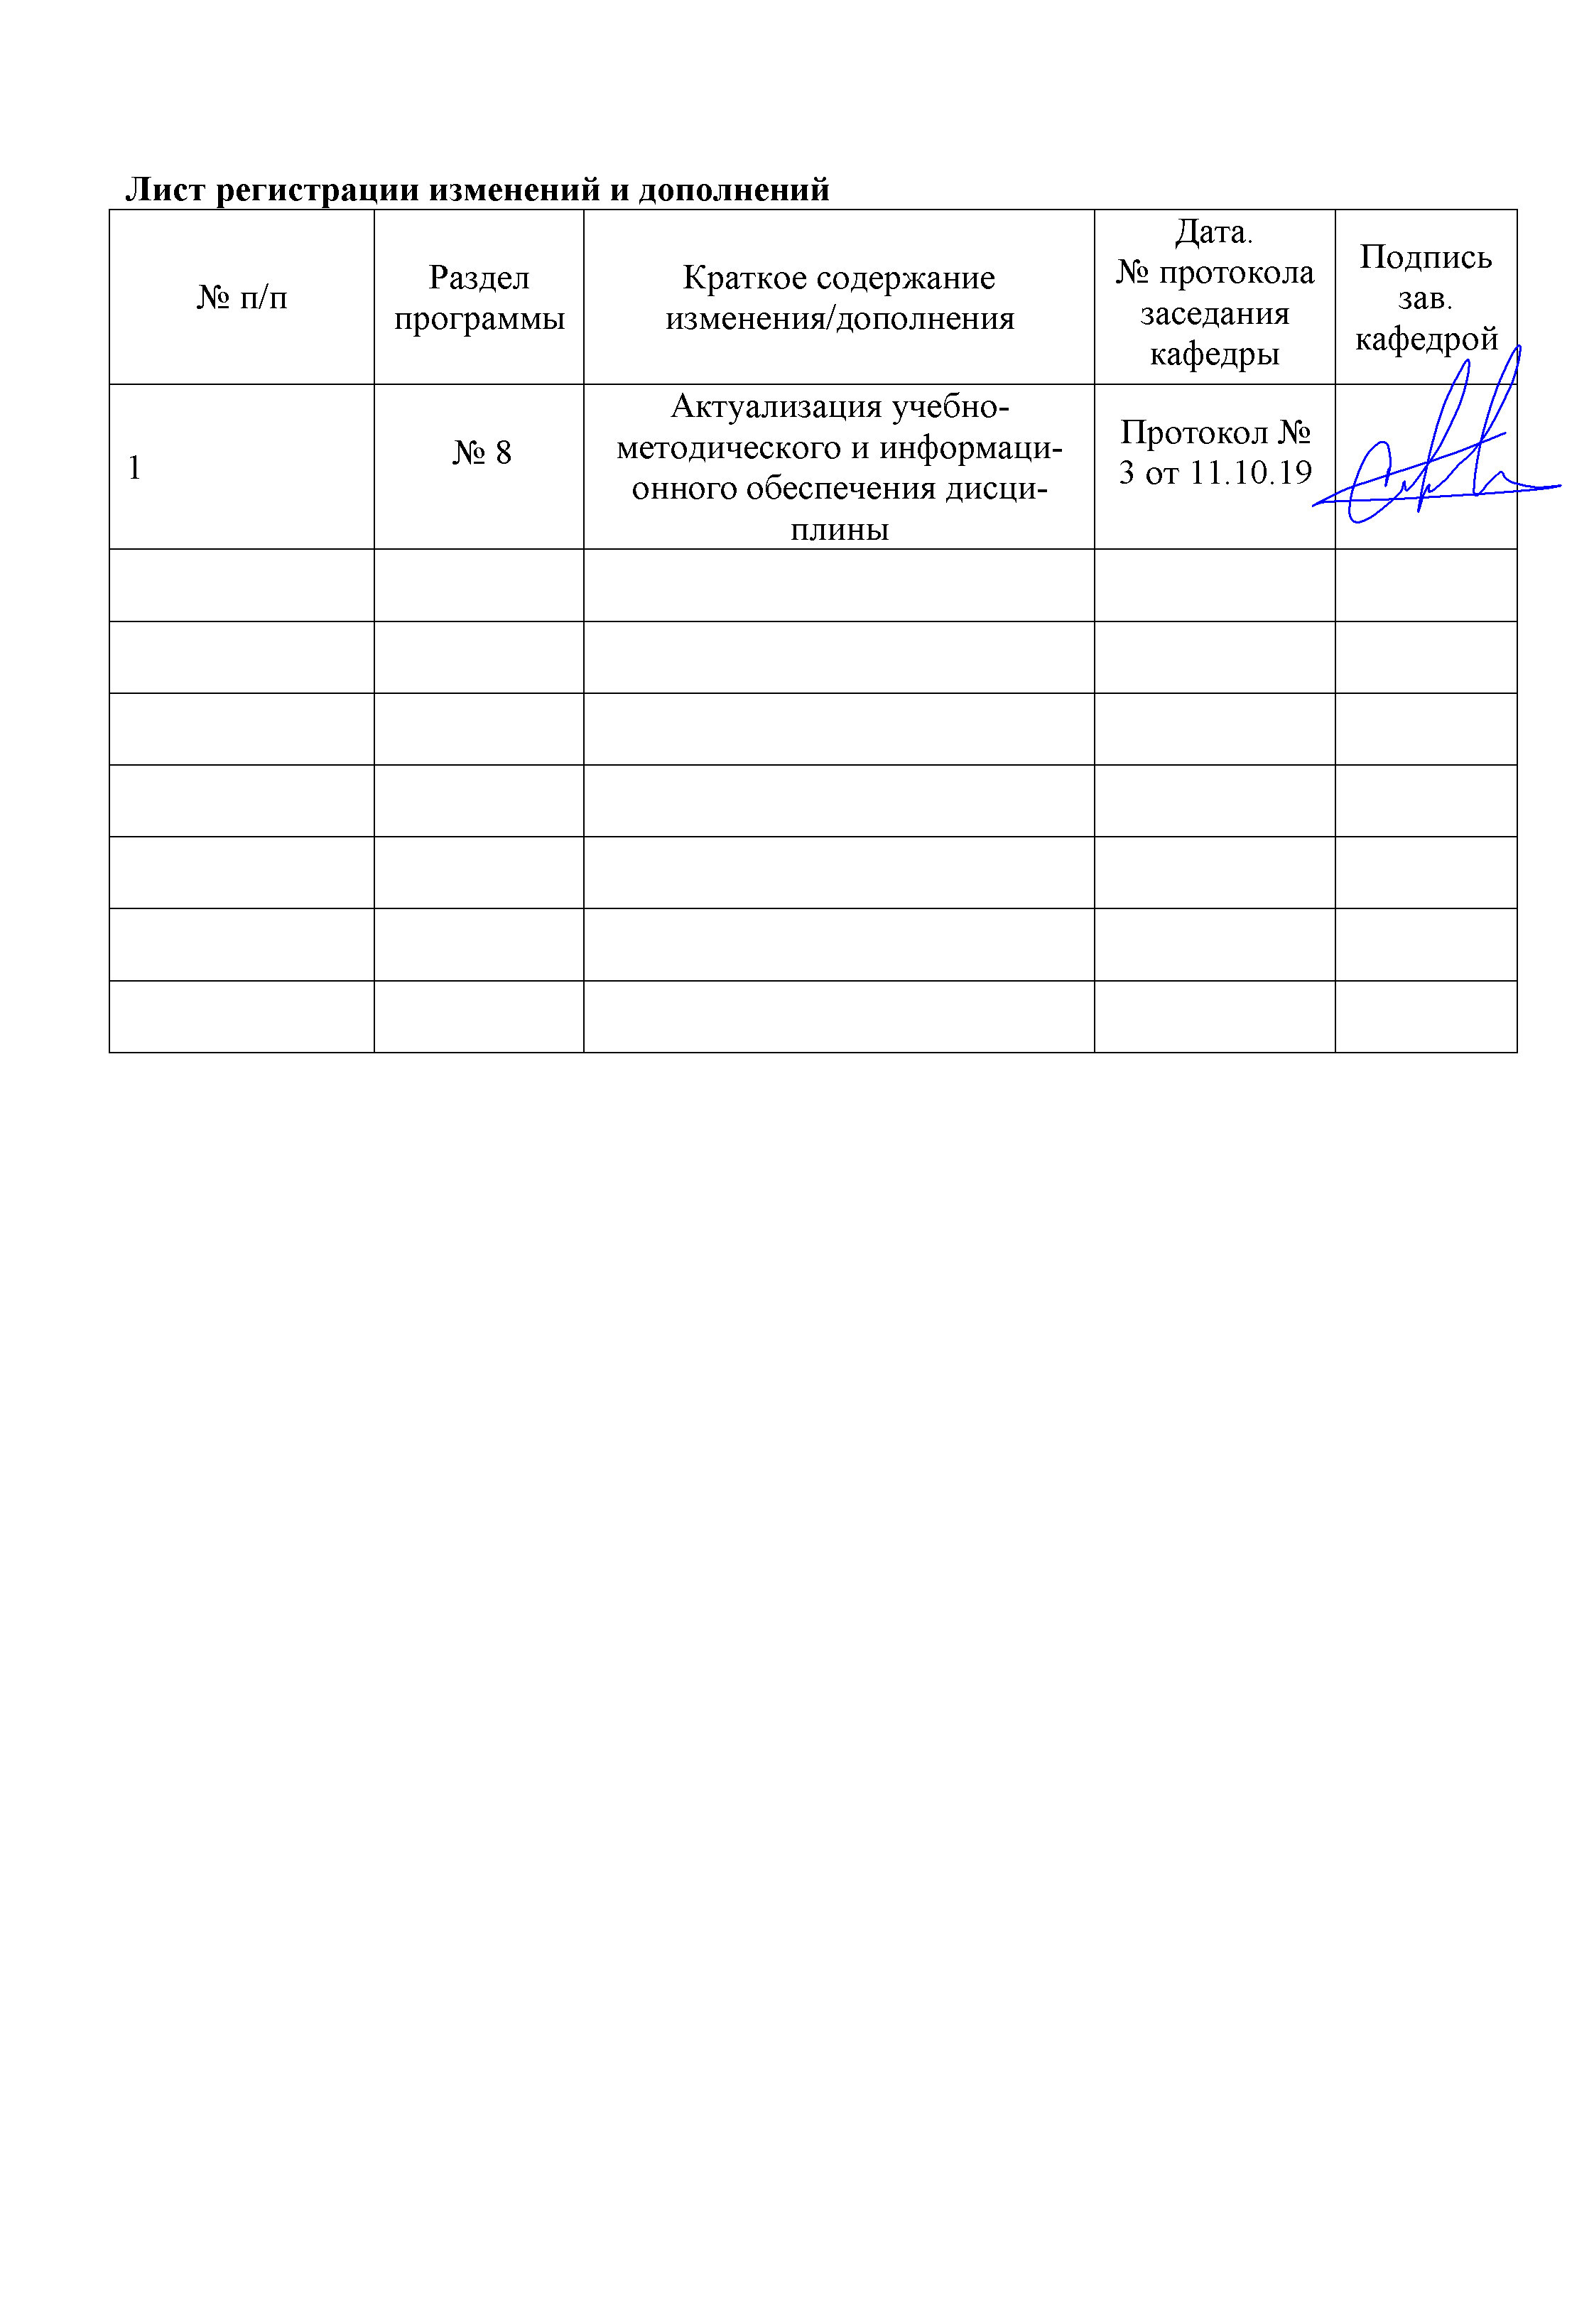 Лист регистрации изменений и дополнений
№ п/п
Раздел
программы
Краткое содержание
изменения/дополнения
Дата.
№ протокола
заседания
кафедры
Подпись
зав.
кафедрой
1
№ 8
Актуализация учебно-
методического и информаци-
онного обеспечения дисци-
плины
Протокол №
3 от 11.10.19